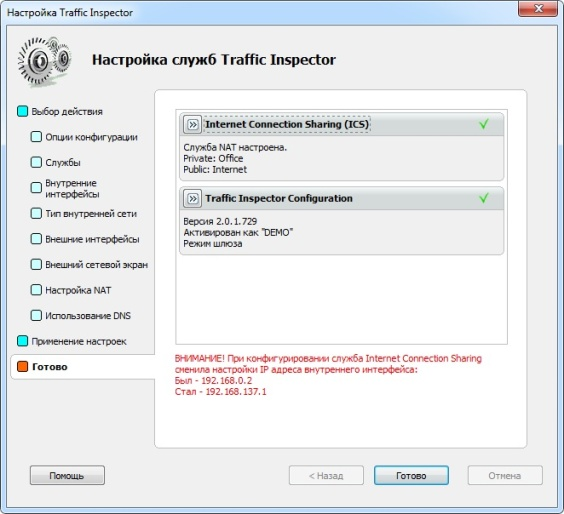 Настройка Traffic Inspector
Настройка служб Traffic Inspector
Выбор действия
Опции конфигурации
Службы
Внутренние
интерфейсы
Тип внутренней сети
Внешние интерфейсы
Внешний сетевой экран
Настройка NAT
Использование DNS
Применение настроек
Готово
Internet Connection Sharing (ICS)
Служба NAT настроена.
Private: Office
Public: Internet
Traffic Inspector Configuration
Версия 2.0.1.729
Активирован как "DEMO"
Режим шлюза
ВНИМАНИЕ! При конфигурировании служба Internet Connection Sharing
сненила настройки IP адреса внутреннего интерфейса:
Был - 192.168.0.2
Стал - 192.168.137.1
Помощь
< Назад
Готово
Отмена